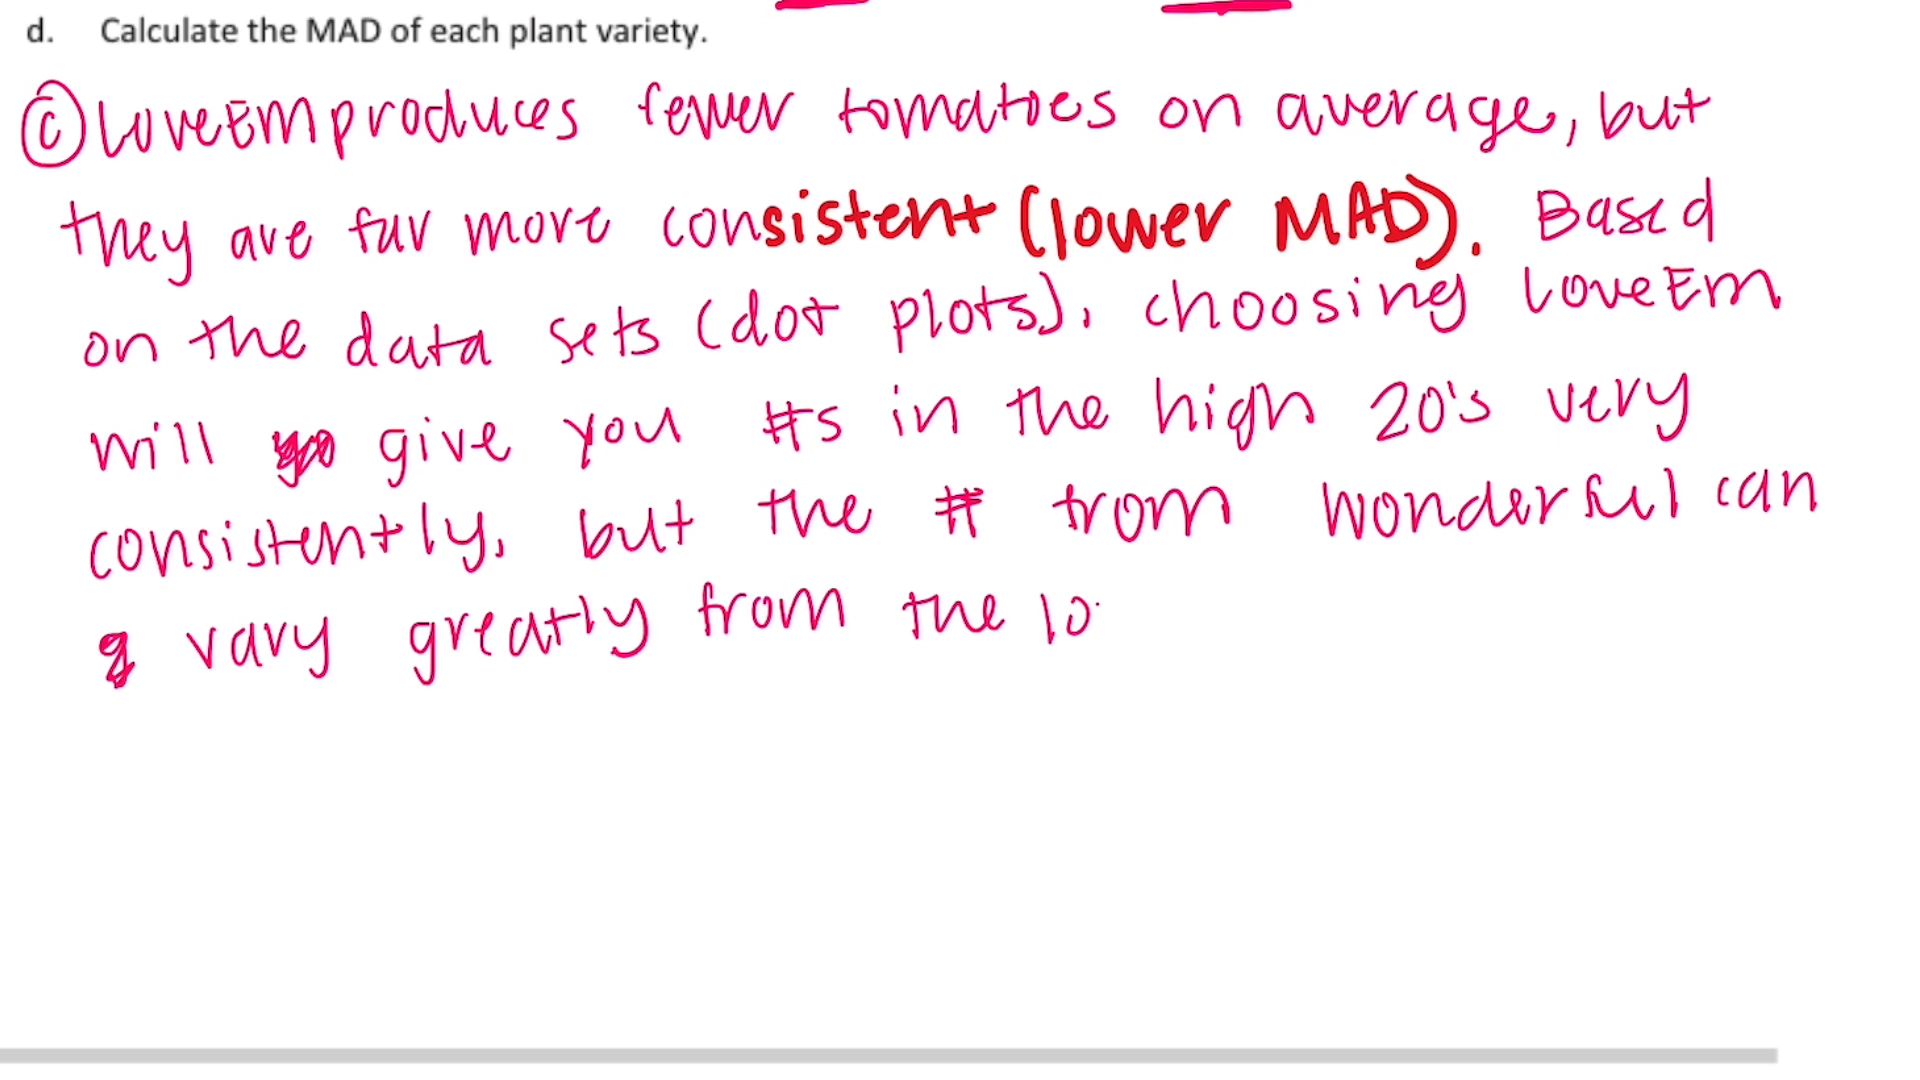 d. Calculate the MAD of each plant variety.
ⓒ LoveEm produces fewer tomatoes on average, but
they are far more consistent (lower MAD). Based
on the data sets (dot plots), choosing LoveEm
will give you #s in the high 20's very
consistently, but the # from Wonderful can
vary greatly from the lo